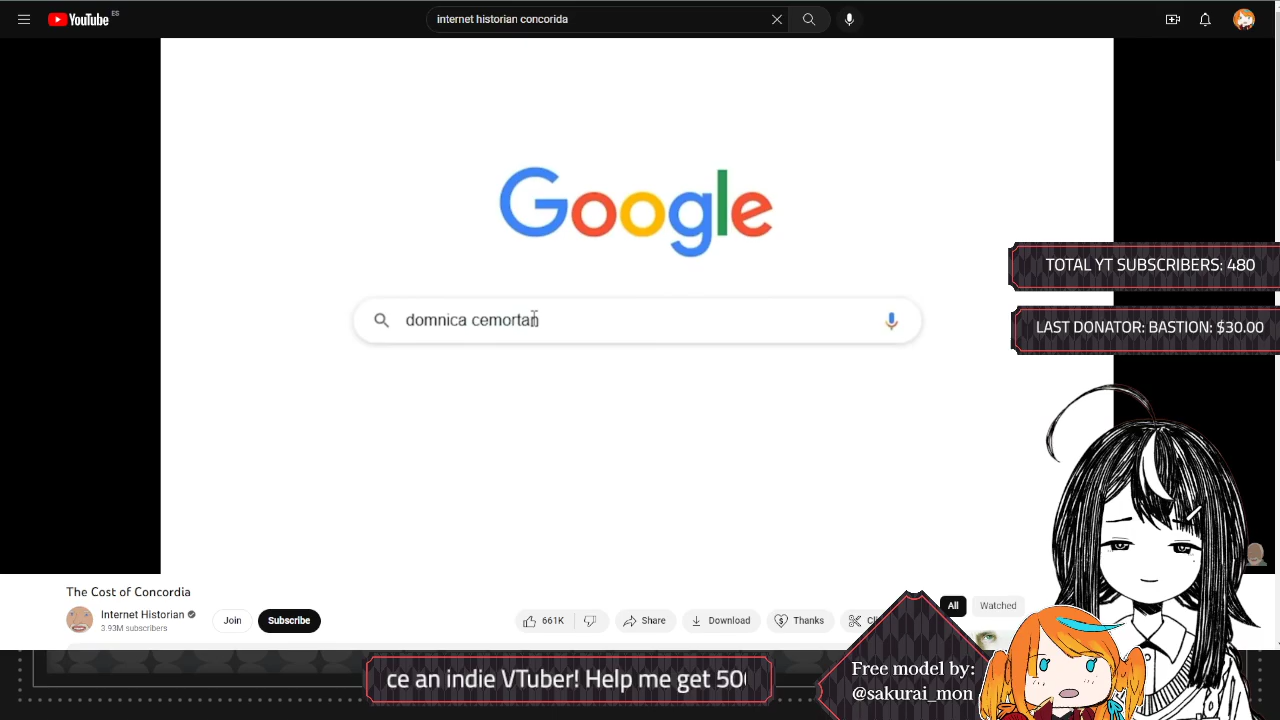 YouTube ES
internet historian concorida
Google
domnica cemortan
TOTAL YT SUBSCRIBERS: 480
LAST DONATOR: BASTION: $30.00
The Cost of Concordia
Internet Historian
3.93M subscribers
Join
Subscribe
661K
Share
Download
Thanks
All
Watched
ce an indie VTuber! Help me get 50
Free model by:
@sakurai_mon